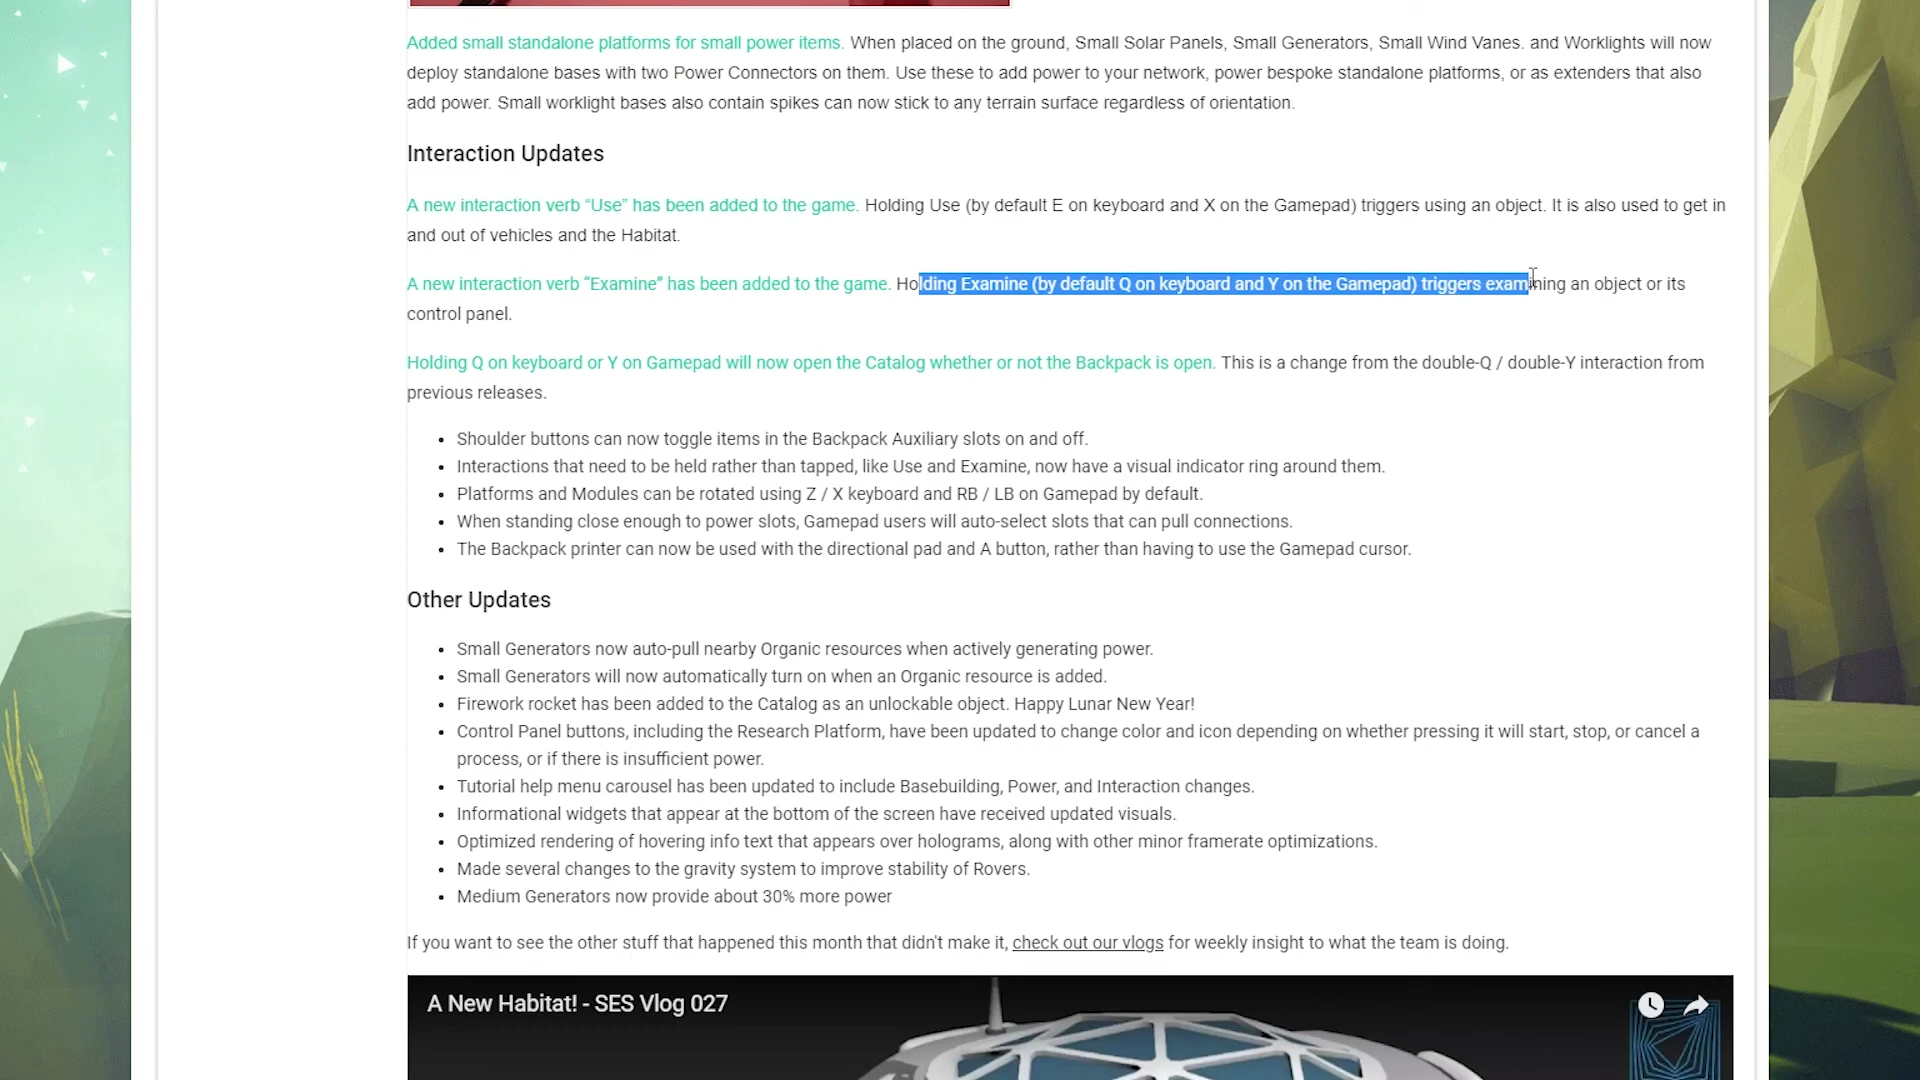 Added small standalone platforms for small power items. When placed on the ground, Small Solar Panels, Small Generators, Small Wind Vanes. and Worklights will now
deploy standalone bases with two Power Connectors on them. Use these to add power to your network, power bespoke standalone platforms, or as extenders that also
add power. Small worklight bases also contain spikes can now stick to any terrain surface regardless of orientation.
Interaction Updates
A new interaction verb “Use” has been added to the game. Holding Use (by default E on keyboard and X on the Gamepad) triggers using an object. It is also used to get in
and out of vehicles and the Habitat.
A new interaction verb “Examine” has been added to the game. Holding Examine (by default Q on keyboard and Y on the Gamepad) triggers examining an object or its
control panel.
Holding Q on keyboard or Y on Gamepad will now open the Catalog whether or not the Backpack is open. This is a change from the double-Q / double-Y interaction from
previous releases.
• Shoulder buttons can now toggle items in the Backpack Auxiliary slots on and off.
• Interactions that need to be held rather than tapped, like Use and Examine, now have a visual indicator ring around them.
• Platforms and Modules can be rotated using Z / X keyboard and RB / LB on Gamepad by default.
• When standing close enough to power slots, Gamepad users will auto-select slots that can pull connections.
• The Backpack printer can now be used with the directional pad and A button, rather than having to use the Gamepad cursor.
Other Updates
• Small Generators now auto-pull nearby Organic resources when actively generating power.
• Small Generators will now automatically turn on when an Organic resource is added.
• Firework rocket has been added to the Catalog as an unlockable object. Happy Lunar New Year!
• Control Panel buttons, including the Research Platform, have been updated to change color and icon depending on whether pressing it will start, stop, or cancel a
process, or if there is insufficient power.
• Tutorial help menu carousel has been updated to include Basebuilding, Power, and Interaction changes.
• Informational widgets that appear at the bottom of the screen have received updated visuals.
• Optimized rendering of hovering info text that appears over holograms, along with other minor framerate optimizations.
• Made several changes to the gravity system to improve stability of Rovers.
• Medium Generators now provide about 30% more power
If you want to see the other stuff that happened this month that didn't make it, check out our vlogs for weekly insight to what the team is doing.
A New Habitat! - SES Vlog 027